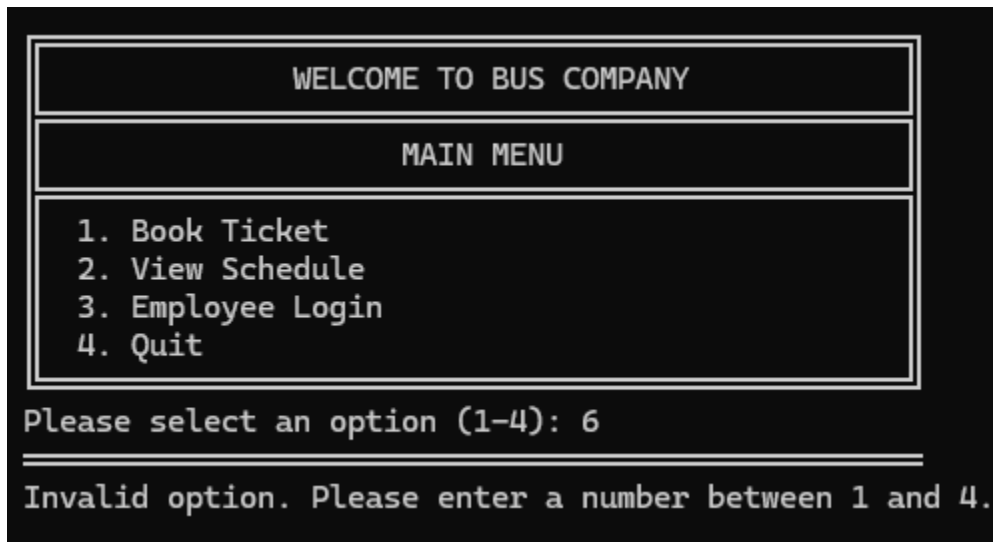 WELCOME TO BUS COMPANY
MAIN MENU
1. Book Ticket
2. View Schedule
3. Employee Login
4. Quit
Please select an option (1-4): 6
Invalid option. Please enter a number between 1 and 4.